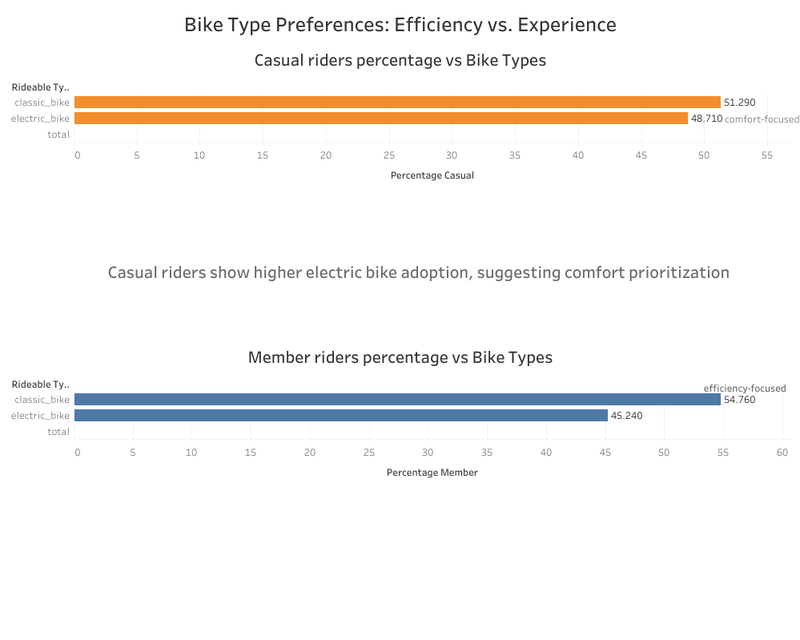 Bike Type Preferences: Efficiency vs. Experience
Casual riders percentage vs Bike Types
Rideable Ty..
classic_bike 51.290
electric_bike 48.710 comfort-focused
total
0 5 10 15 20 25 30 35 40 45 50 55
Percentage Casual
Casual riders show higher electric bike adoption, suggesting comfort prioritization
Member riders percentage vs Bike Types
Rideable Ty..
efficiency-focused
classic_bike 54.760
electric_bike 45.240
total
0 5 10 15 20 25 30 35 40 45 50 55 60
Percentage Member